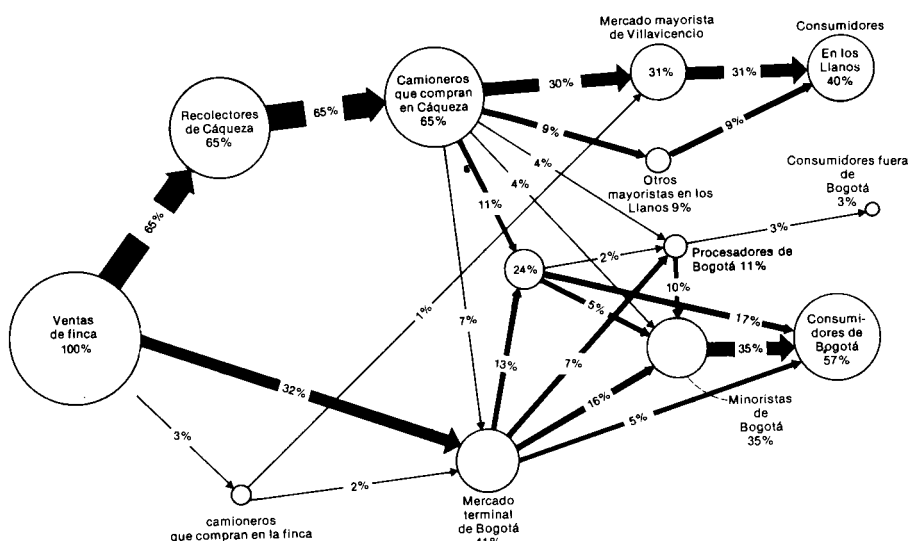 Mercado mayorista
de Villavicencio
Consumidores
Camioneros
que compran
en Cáqueza
65%
30%
31%
31%
En los
Llanos
40%
Recolectores
de Cáqueza
65%
65%
9%
9%
Otros
mayoristas en los
Llanos 9%
Consumidores fuera
de
Bogotá
3%
4%
4%
11%
65%
3%
2%
24%
Procesadores de
Bogotá 11%
10%
Ventas
de finca
100%
1%
7%
5%
17%
Consumi-
dores de
Bogotá
57%
35%
13%
7%
32%
16%
5%
Minoristas
de
Bogotá
35%
3%
2%
camioneros
que compran en la finca
Mercado
terminal
de Bogotá
41%